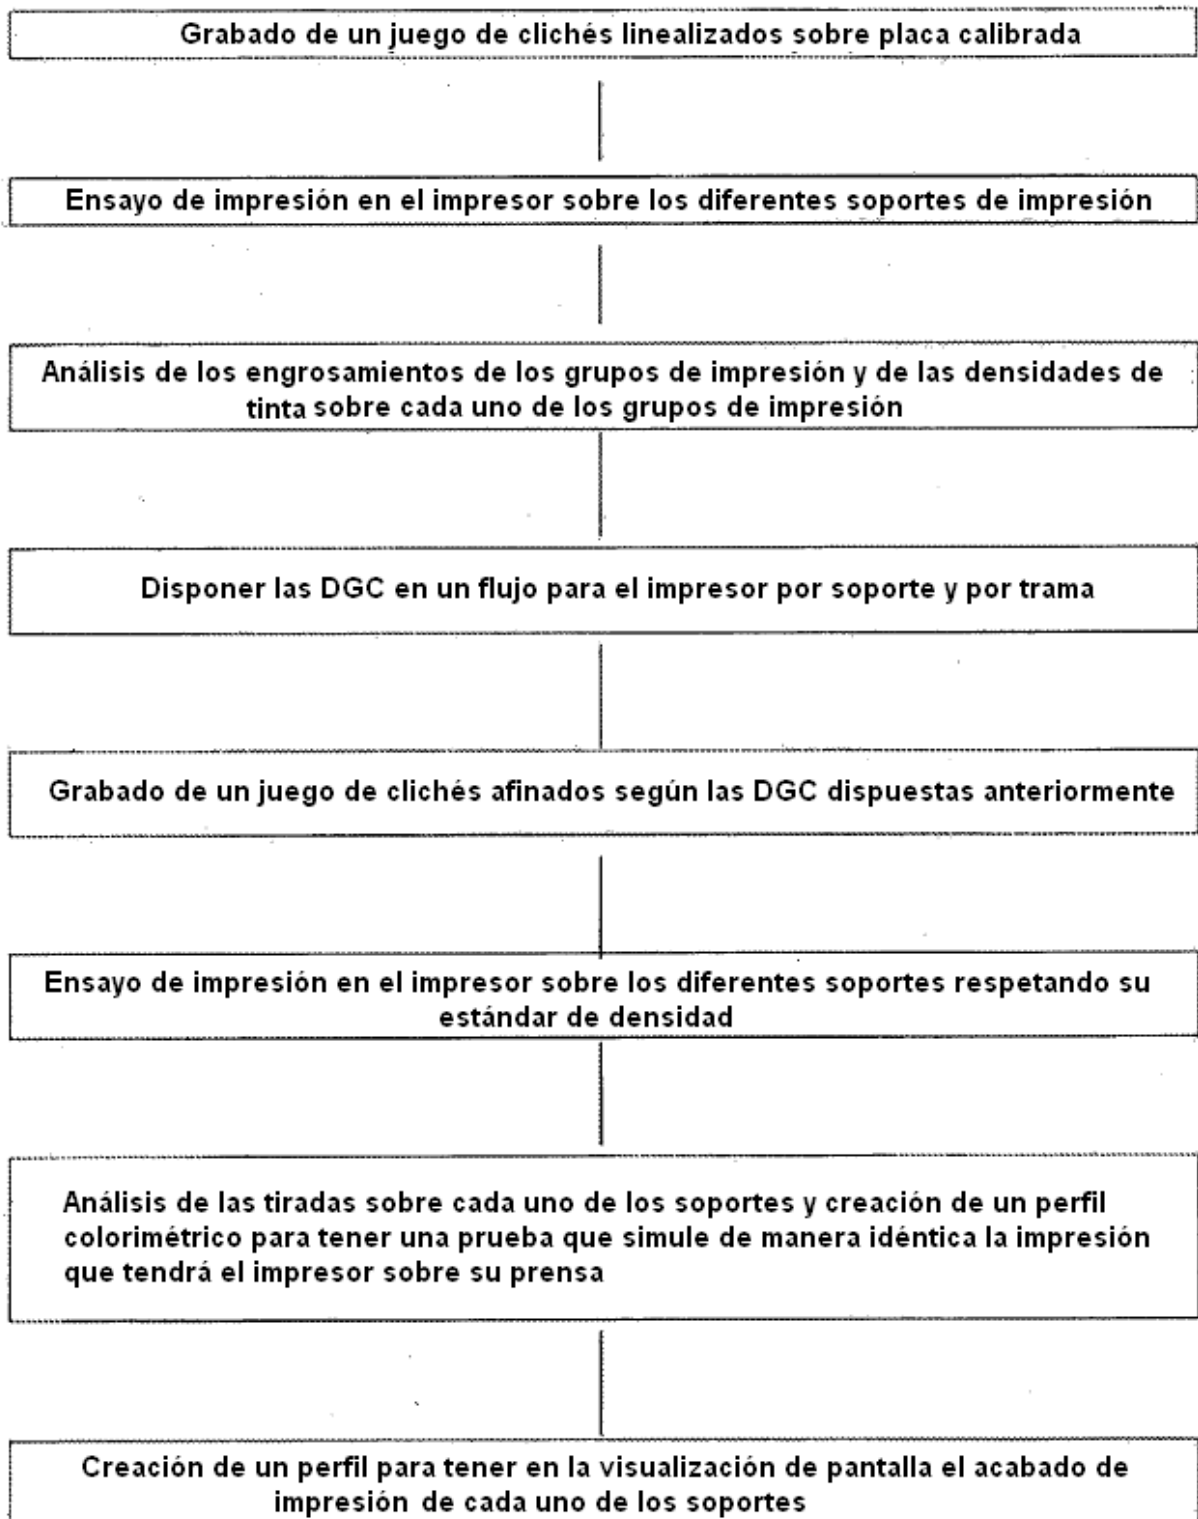 Grabado de un juego de clichés linealizados sobre placa calibrada
Ensayo de impresión en el impresor sobre los diferentes soportes de impresión
Análisis de los engrosamientos de los grupos de impresión y de las densidades de
tinta sobre cada uno de los grupos de impresión
Disponer las DGC en un flujo para el impresor por soporte y por trama
Grabado de un juego de clichés afinados según las DGC dispuestas anteriormente
Ensayo de impresión en el impresor sobre los diferentes soportes respetando su
estándar de densidad
Análisis de las tiradas sobre cada uno de los soportes y creación de un perfil
colorimétrico para tener una prueba que simule de manera idéntica la impresión
que tendrá el impresor sobre su prensa
Creación de un perfil para tener en la visualización de pantalla el acabado de
impresión de cada uno de los soportes